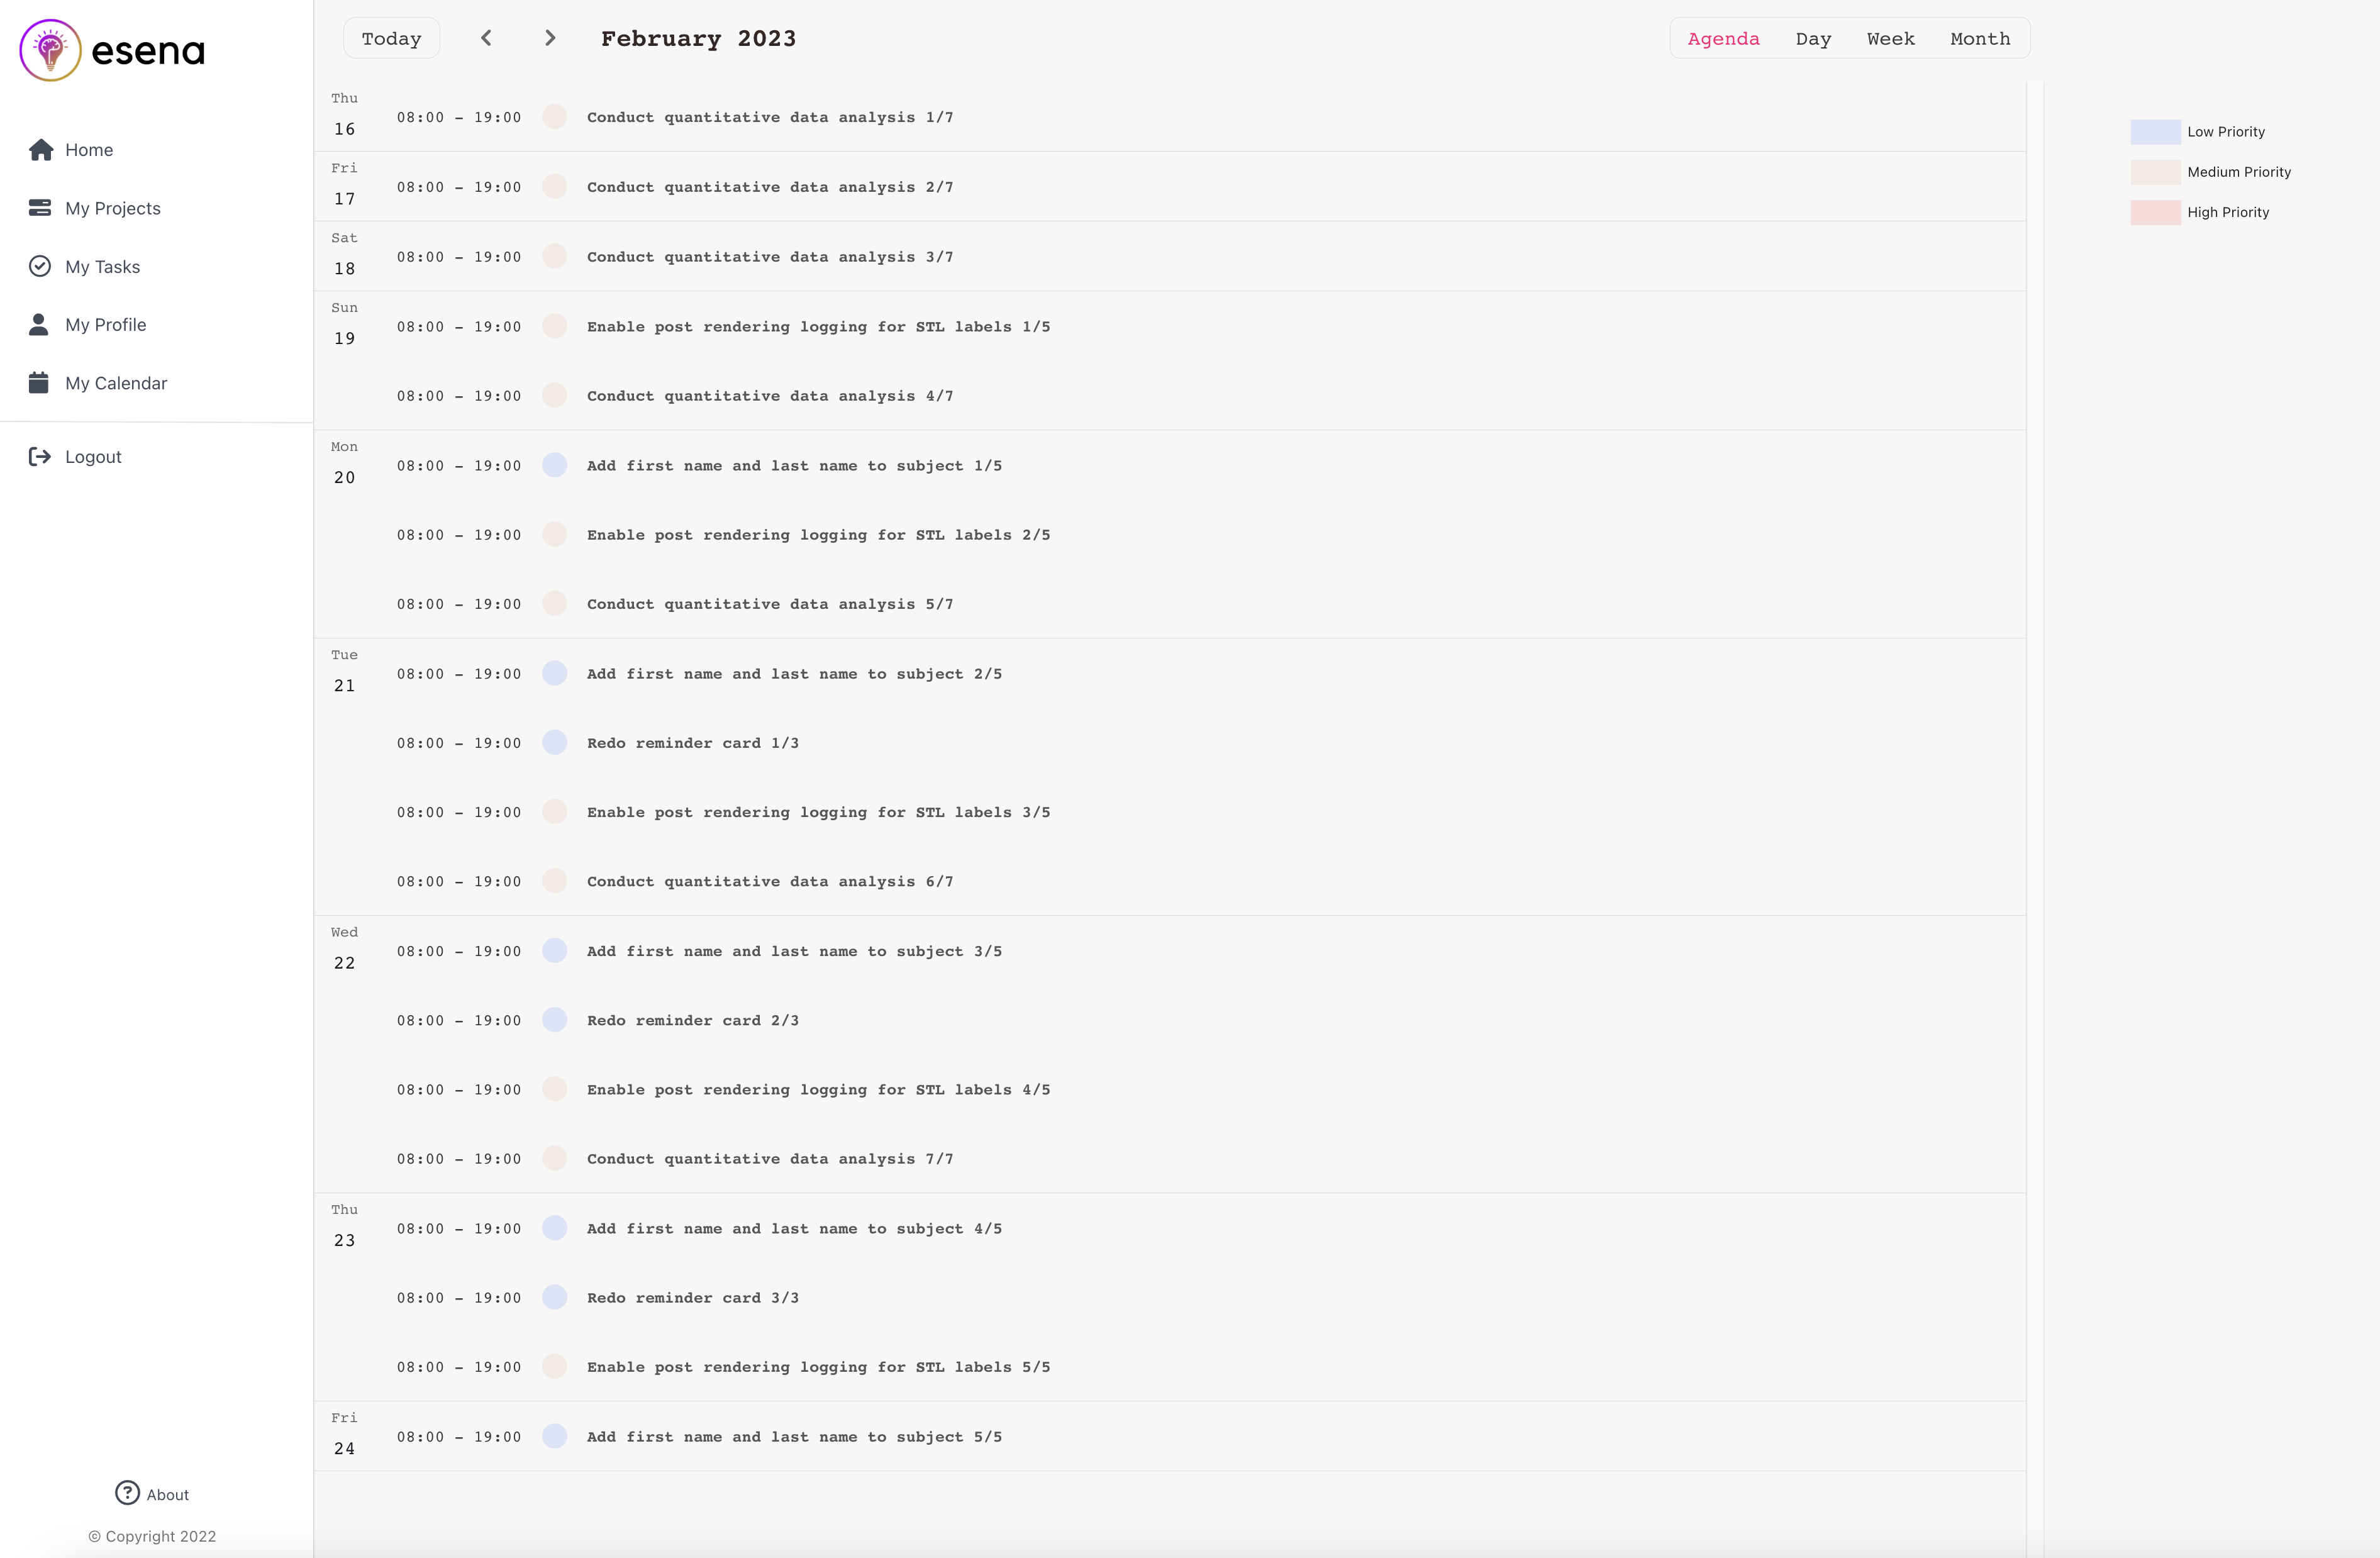 esena
Home
My Projects
My Tasks
My Profile
My Calendar
Logout
? About
© Copyright 2022
Today
February 2023
Agenda Day Week Month
Thu
16
08:00 – 19:00 Conduct quantitative data analysis 1/7
Fri
17
08:00 – 19:00 Conduct quantitative data analysis 2/7
Sat
18
08:00 – 19:00 Conduct quantitative data analysis 3/7
Sun
19
08:00 – 19:00 Enable post rendering logging for STL labels 1/5
08:00 – 19:00 Conduct quantitative data analysis 4/7
Mon
20
08:00 – 19:00 Add first name and last name to subject 1/5
08:00 – 19:00 Enable post rendering logging for STL labels 2/5
08:00 – 19:00 Conduct quantitative data analysis 5/7
Tue
21
08:00 – 19:00 Add first name and last name to subject 2/5
08:00 – 19:00 Redo reminder card 1/3
08:00 – 19:00 Enable post rendering logging for STL labels 3/5
08:00 – 19:00 Conduct quantitative data analysis 6/7
Wed
22
08:00 – 19:00 Add first name and last name to subject 3/5
08:00 – 19:00 Redo reminder card 2/3
08:00 – 19:00 Enable post rendering logging for STL labels 4/5
08:00 – 19:00 Conduct quantitative data analysis 7/7
Thu
23
08:00 – 19:00 Add first name and last name to subject 4/5
08:00 – 19:00 Redo reminder card 3/3
08:00 – 19:00 Enable post rendering logging for STL labels 5/5
Fri
24
08:00 – 19:00 Add first name and last name to subject 5/5
Low Priority
Medium Priority
High Priority